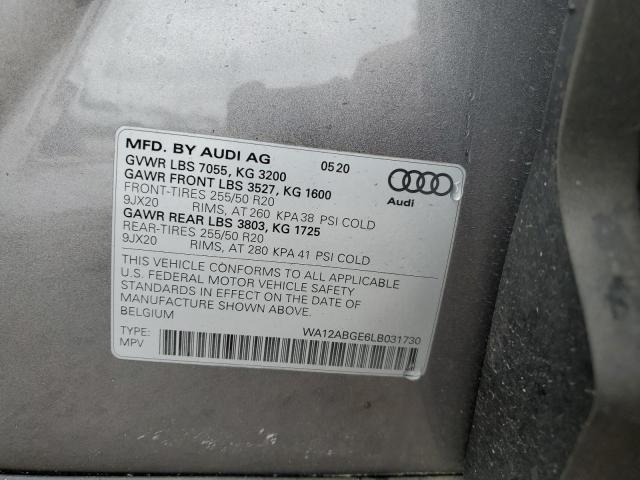 MFD. BY AUDI AG 05 20
GVWR LBS 7055, KG 3200
GAWR FRONT LBS 3527, KG 1600
FRONT-TIRES 255/50 R20
9JX20 RIMS, AT 260 KPA 38 PSI COLD
GAWR REAR LBS 3803, KG 1725
REAR-TIRES 255/50 R20
9JX20 RIMS, AT 280 KPA 41 PSI COLD
Audi
THIS VEHICLE CONFORMS TO ALL APPLICABLE
U.S. FEDERAL MOTOR VEHICLE SAFETY
STANDARDS IN EFFECT ON THE DATE OF
MANUFACTURE SHOWN ABOVE.
BELGIUM
WA12ABGE6LB031730
TYPE:
MPV